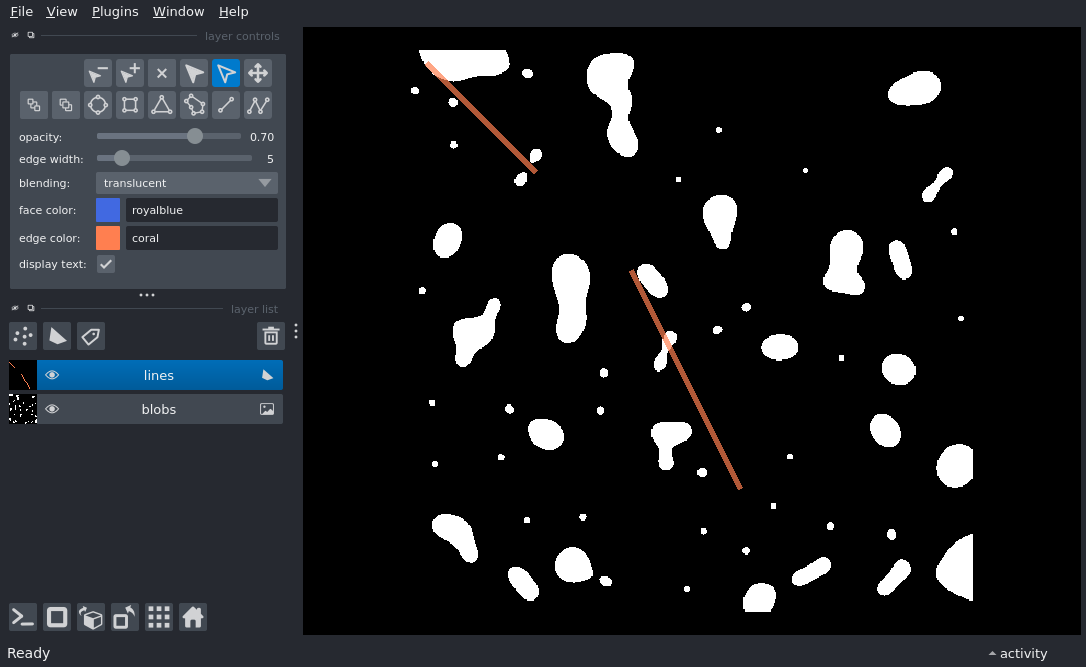 File View Plugins Window Help
layer controls
opacity: 0.70
edge width: 5
blending: translucent
face color: royalblue
edge color: coral
display text:
layer list
lines
blobs
Ready
activity